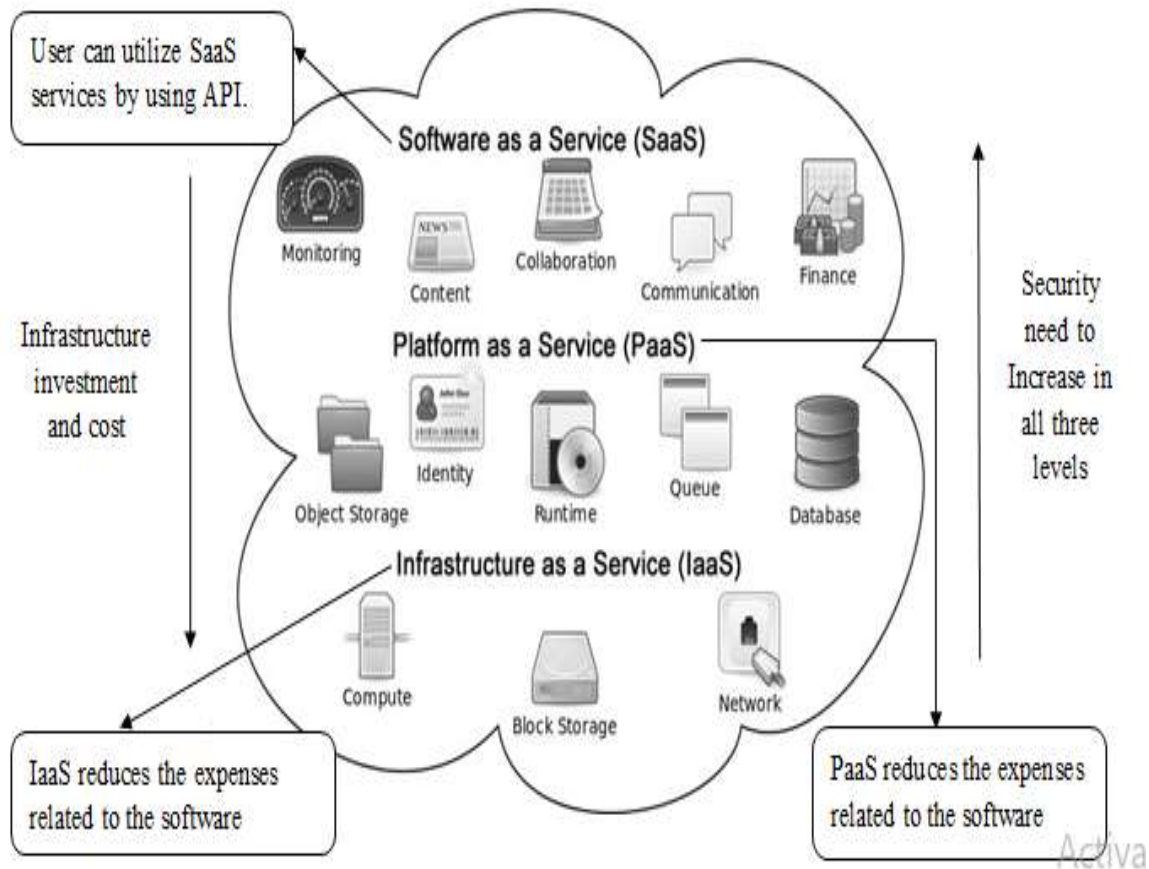 User can utilize SaaS
services by using API.
Software as a Service (SaaS)
Monitoring
NEWS
Content
Collaboration
Communication
Finance
Infrastructure
investment
and cost
Security
need to
Increase in
all three
levels
Platform as a Service (PaaS)
Object Storage
Identity
Runtime
Queue
Database
Infrastructure as a Service (IaaS)
Compute
Block Storage
Network
IaaS reduces the expenses
related to the software
PaaS reduces the expenses
related to the software
Activa